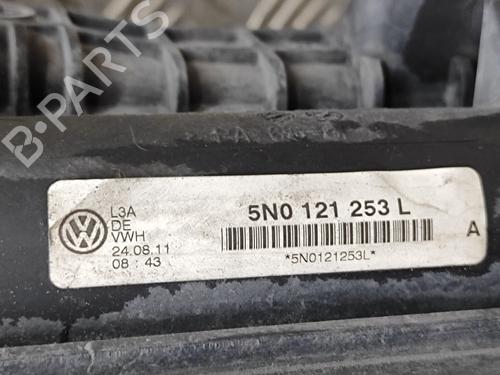 B-PARTS
L3A
DE
VWH
24.08.11
08 : 43
5N0 121 253 L
*5N0121253L*
A